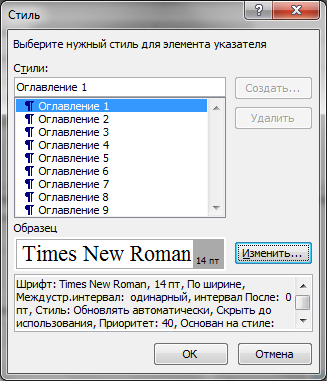 Стиль
Выберите нужный стиль для элемента указателя
Стили:
Оглавление 1
Создать...
Оглавление 1
Оглавление 2
Удалить
Оглавление 3
Оглавление 4
Оглавление 5
Оглавление 6
Оглавление 7
Оглавление 8
Оглавление 9
Образец
Times New Roman 14 пт
Изменить...
Шрифт: Times New Roman, 14 пт, По ширине,
Междустр.интервал: одинарный, интервал После: 0
пт, Стиль: Обновлять автоматически, Скрыть до
использования, Приоритет: 40, Основан на стиле:
ОК
Отмена